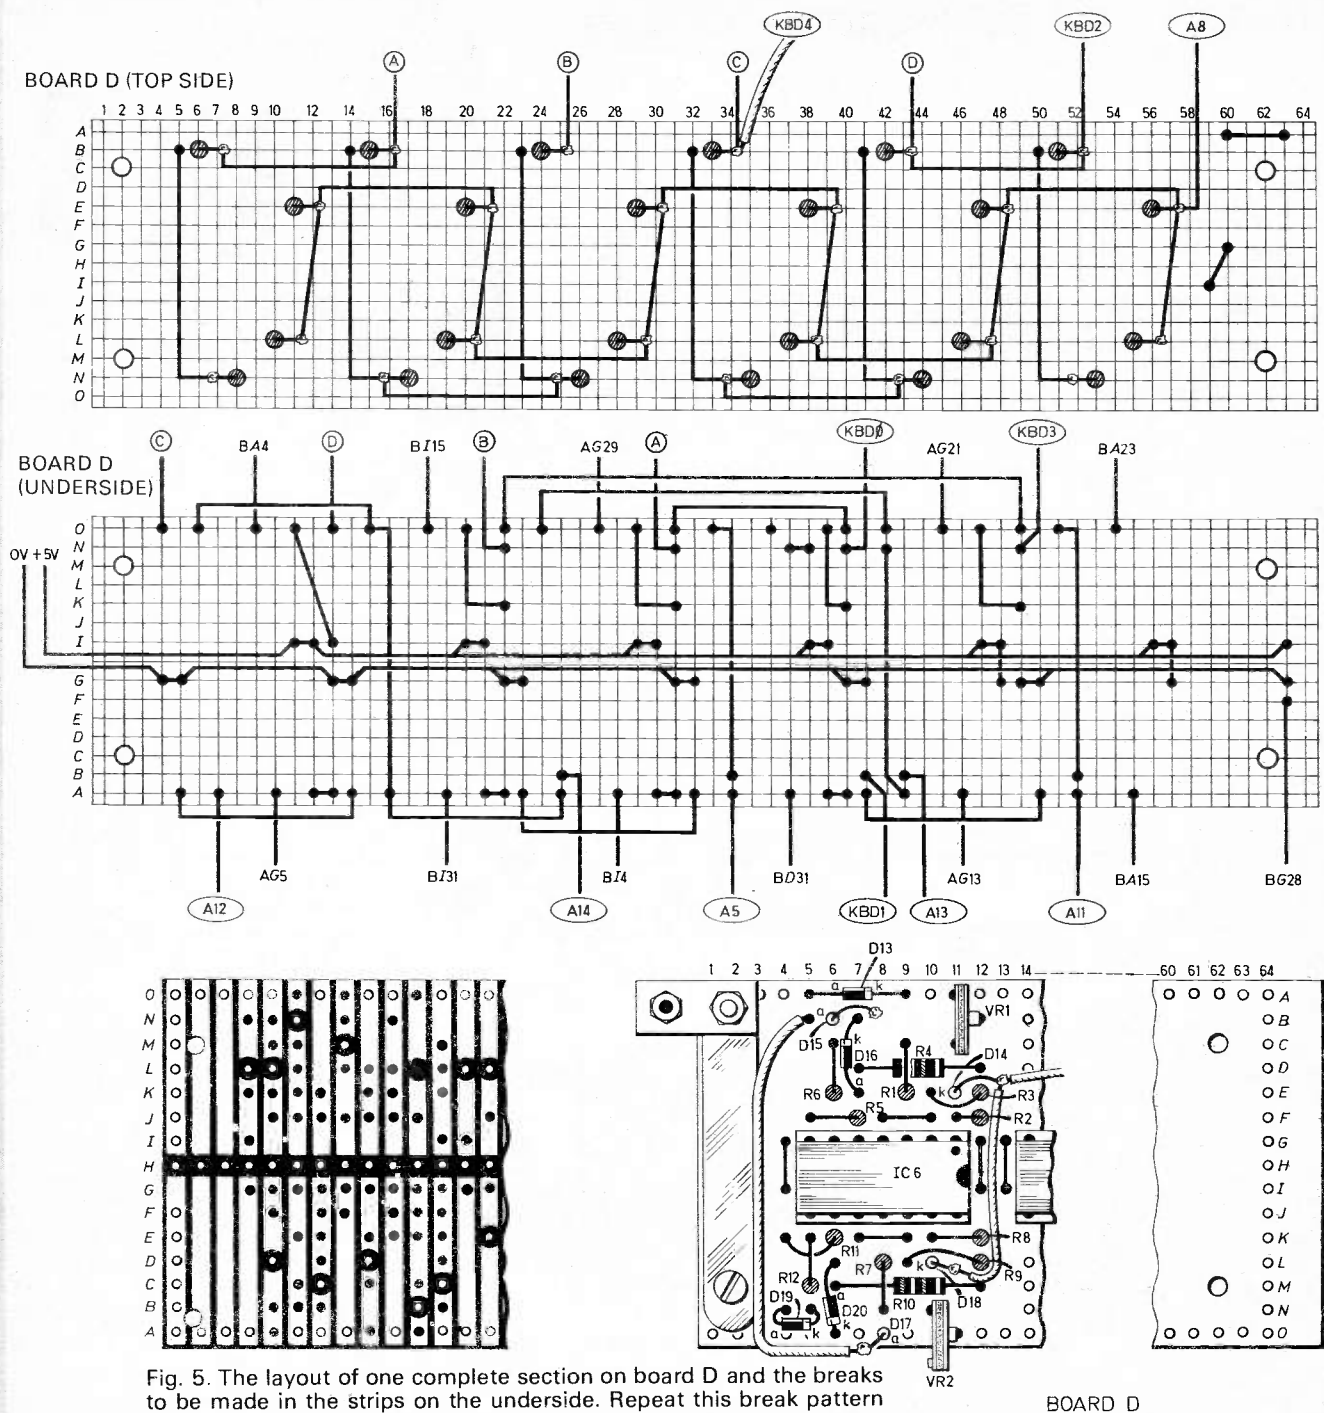 KBD4 KBD2 A8
A B C D
BOARD D (TOP SIDE)
1 2 3 4 5 6 7 8 9 10 12 14 16 18 20 22 24 26 28 30 32 34 36 38 40 42 44 46 48 50 52 54 56 58 60 62 64
A
B
C
D
E
F
G
H
I
J
K
L
M
N
O
C BA4 D BI15 B AG29 A KBD0 AG21 KBD3 BA23
BOARD D
(UNDERSIDE)
0V +5V
O
N
M
L
K
J
I
G
F
E
D
C
B
A
AG5 BI31 BI4 BD31 AG13 BA15 BG28
A12 A14 A5 KBD1 A13 A11
O
N
M
L
K
J
I
H
G
F
E
D
C
B
A
D13
1 2 3 4 5 6 7 8 9 10 11 12 13 14 60 61 62 63 64
a k
VR1
a
D15 k D16 R4 D14
R6 a R1 k R3
R5 R2
IC 6
R8
R11 R7 k R9
R12 a R10 D18
D19 D20 D17
a k k a
VR2
A
B
C
D
E
F
G
H
I
J
K
L
M
N
O
Fig. 5. The layout of one complete section on board D and the breaks
to be made in the strips on the underside. Repeat this break pattern
BOARD D